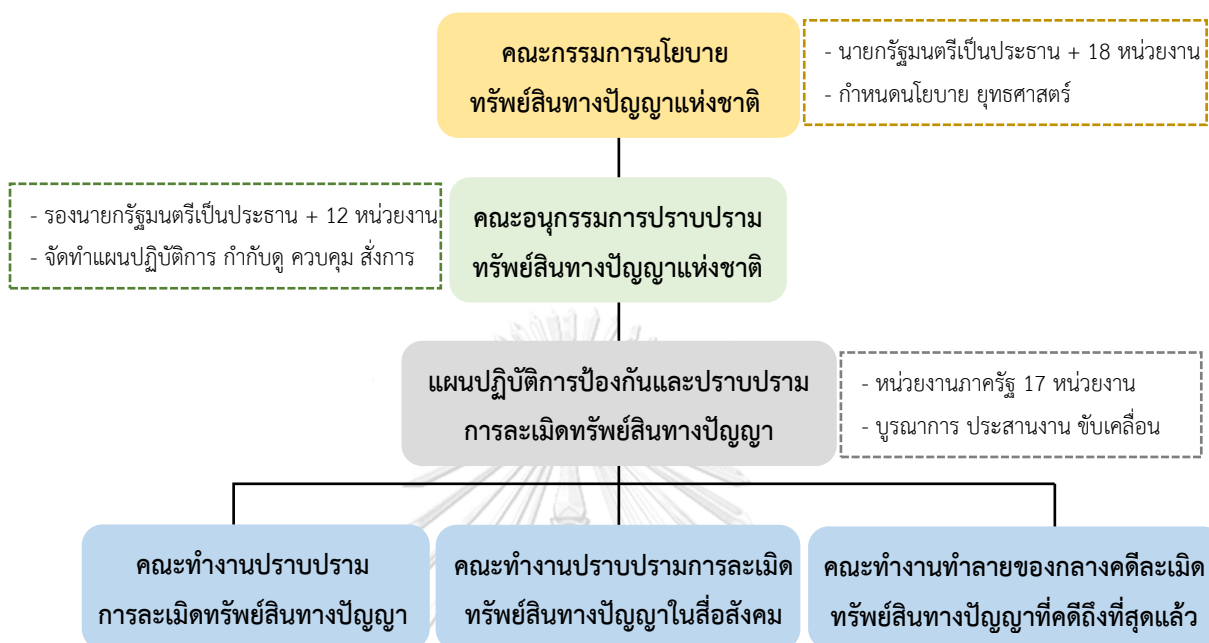 คณะกรรมการนโยบาย
ทรัพย์สินทางปัญญาแห่งชาติ
- นายกรัฐมนตรีเป็นประธาน + 18 หน่วยงาน
- กำหนดนโยบาย ยุทธศาสตร์
- รองนายกรัฐมนตรีเป็นประธาน + 12 หน่วยงาน
- จัดทำแผนปฏิบัติการ กำกับดู ควบคุม สั่งการ
คณะอนุกรรมการปราบปราม
ทรัพย์สินทางปัญญาแห่งชาติ
แผนปฏิบัติการป้องกันและปราบปราม
การละเมิดทรัพย์สินทางปัญญา
- หน่วยงานภาครัฐ 17 หน่วยงาน
- บูรณาการ ประสานงาน ขับเคลื่อน
คณะทำงานปราบปราม
การละเมิดทรัพย์สินทางปัญญา
คณะทำงานปราบปรามการละเมิด
ทรัพย์สินทางปัญญาในสื่อสังคม
คณะทำงานทำลายของกลางคดีละเมิด
ทรัพย์สินทางปัญญาที่คดีถึงที่สุดแล้ว